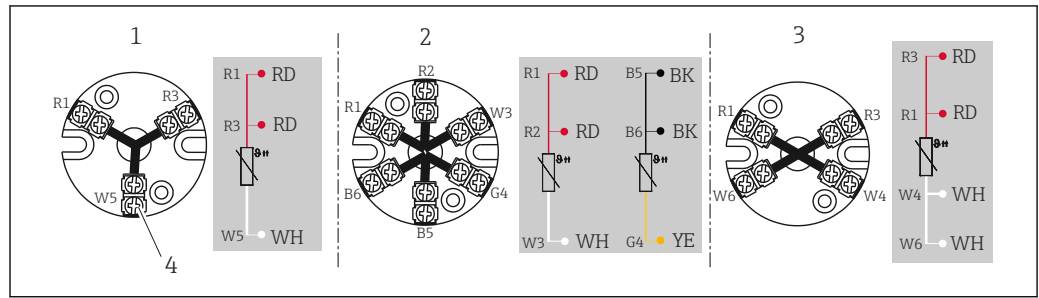 1
R1
R3
W5
4
R1 RD
R3 RD
ϑ
W5 WH
2
R2
R1
W3
B6
G4
B5
R1 RD
R2 RD
ϑ
W3 WH
B5 BK
B6 BK
ϑ
G4 YE
3
R1
R3
W6
W4
R3 RD
R1 RD
ϑ
W4 WH
W6 WH